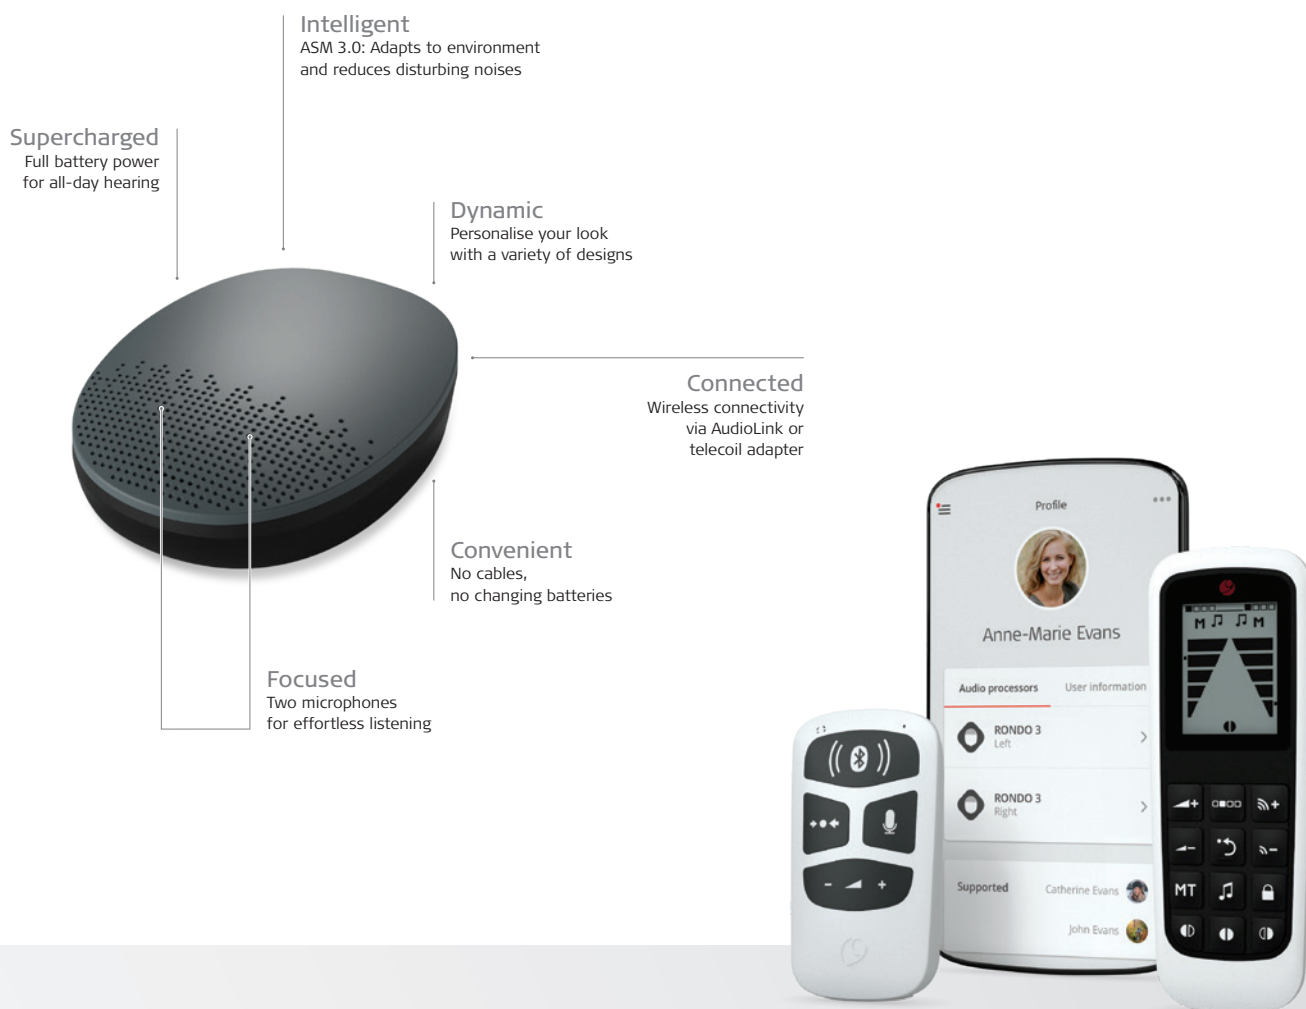 Intelligent
ASM 3.0: Adapts to environment
and reduces disturbing noises
Supercharged
Full battery power
for all-day hearing
Dynamic
Personalise your look
with a variety of designs
Connected
Wireless connectivity
via AudioLink or
telecoil adapter
Convenient
No cables,
no changing batteries
Focused
Two microphones
for effortless listening
Profile
Anne-Marie Evans
Audio processors
User information
RONDO 3
Left
RONDO 3
Right
Supported
Catherine Evans
John Evans
M M
MT